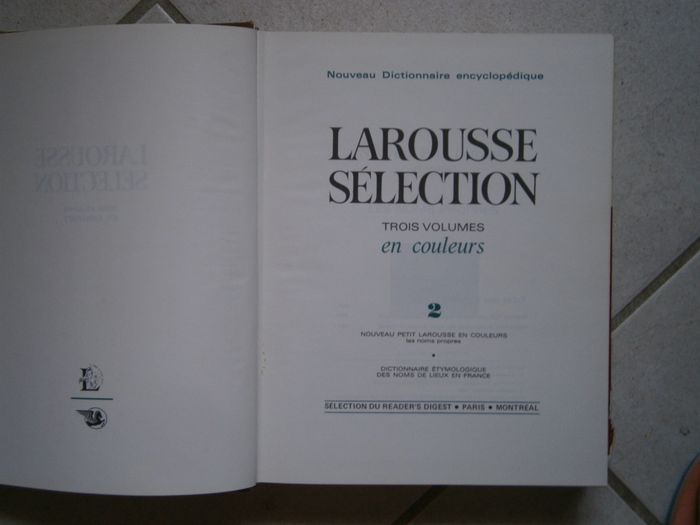 Nouveau Dictionnaire encyclopédique
LAROUSSE
SÉLECTION
TROIS VOLUMES
en couleurs
2
NOUVEAU PETIT LAROUSSE EN COULEURS
les noms propres
•
DICTIONNAIRE ÉTYMOLOGIQUE
DES NOMS DE LIEUX EN FRANCE
SÉLECTION DU READER'S DIGEST • PARIS • MONTRÉAL